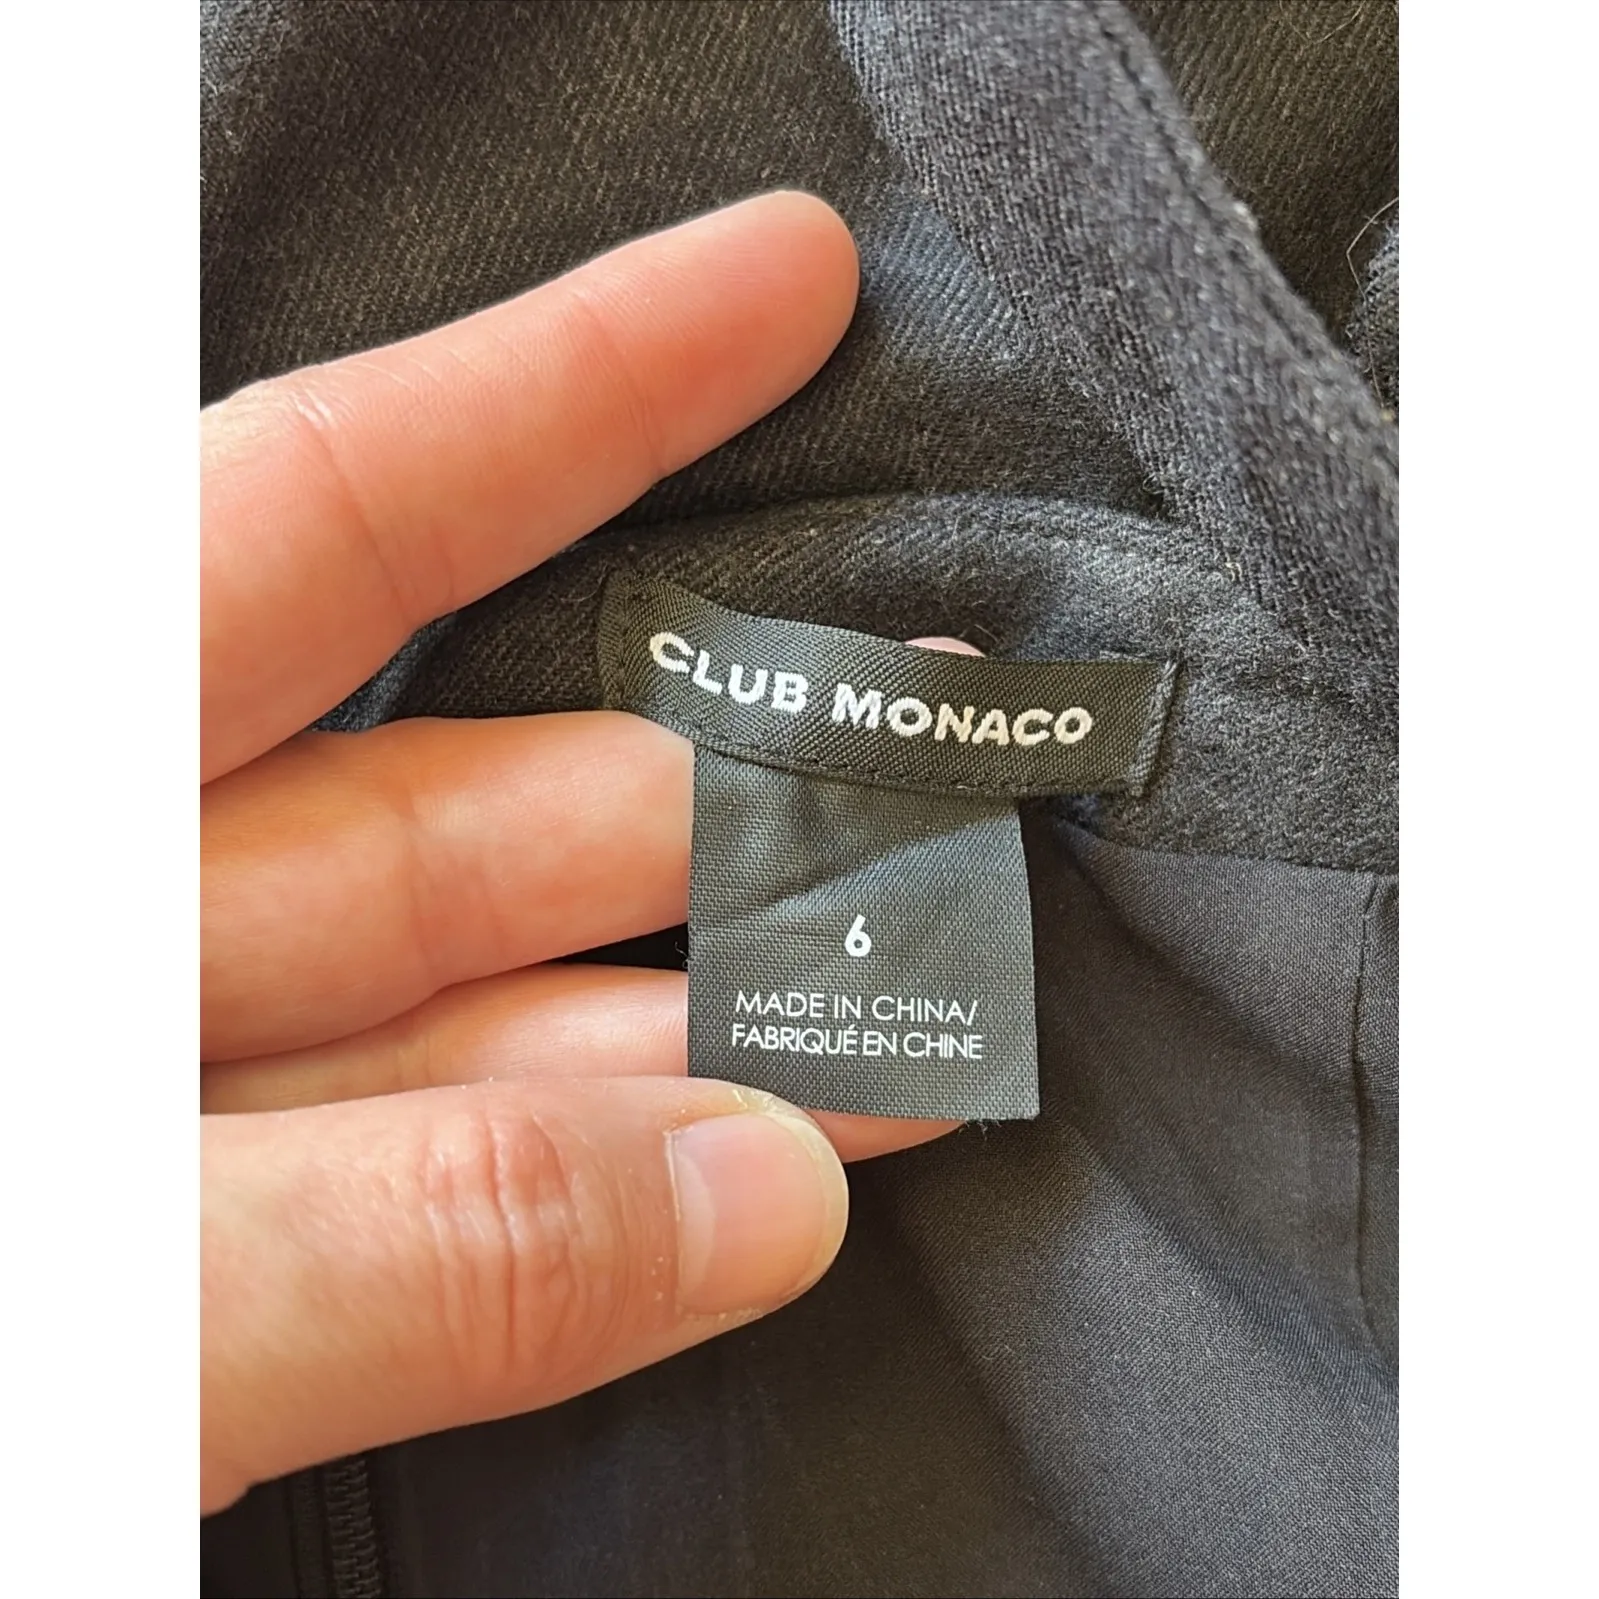 CLUB MONACO
6
MADE IN CHINA/
FABRIQUÉ EN CHINE